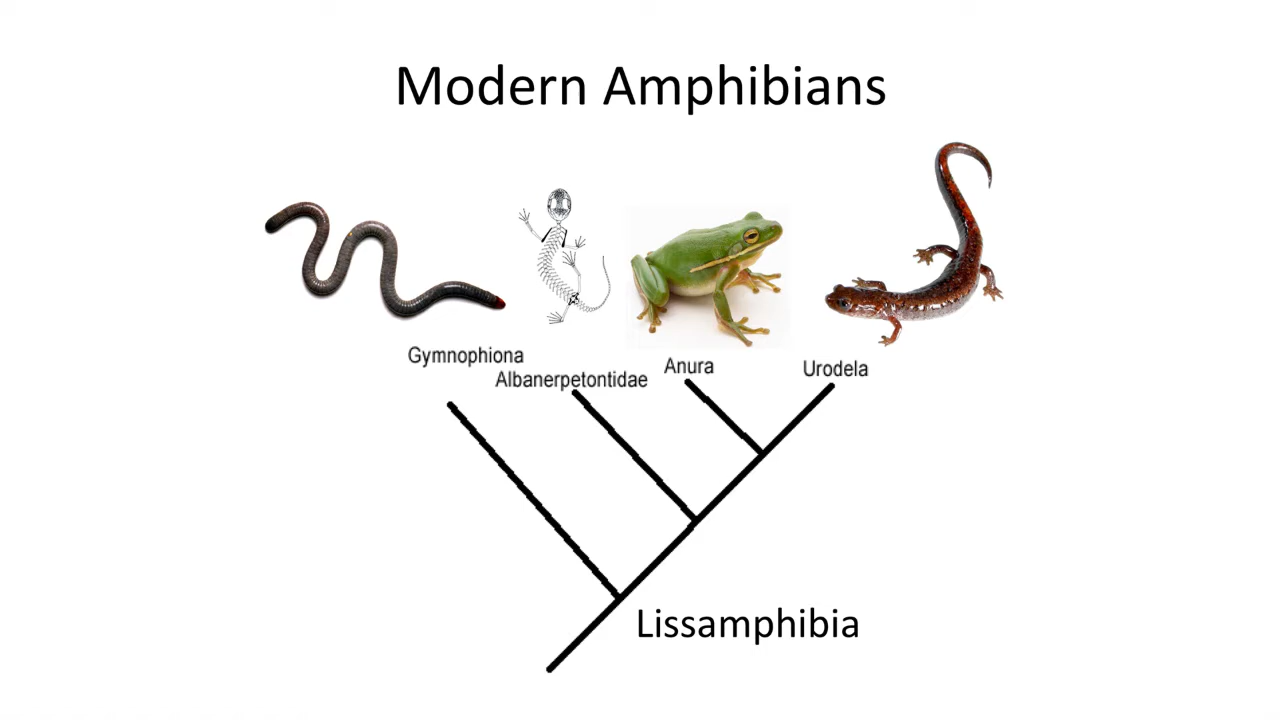 Modern Amphibians
Gymnophiona
Albanerpetontidae
Anura
Urodela
Lissamphibia